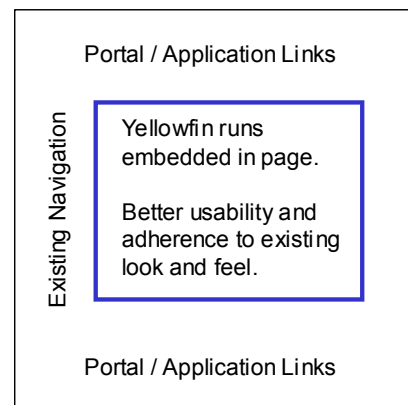 Portal / Application Links
Existing Navigation
Yellowfin runs
embedded in page.
Better usability and
adherence to existing
look and feel.
Portal / Application Links